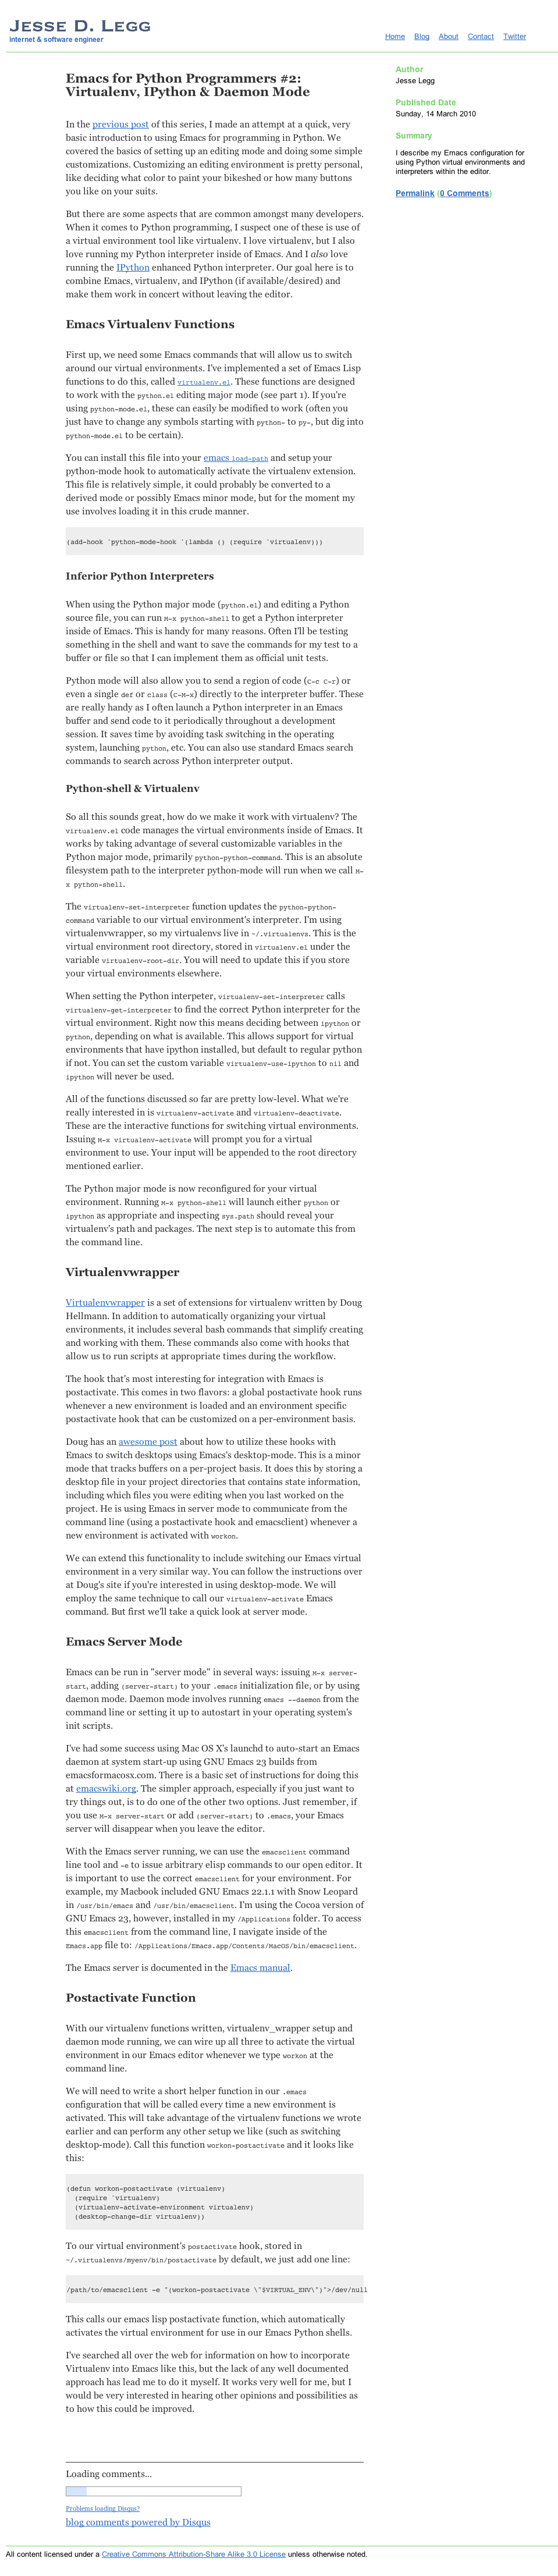 Jesse D. Legg
internet & software engineer
Home Blog About Contact Twitter
Emacs for Python Programmers #2:
Virtualenv, IPython & Daemon Mode
In the previous post of this series, I made an attempt at a quick, very
basic introduction to using Emacs for programming in Python. We
covered the basics of setting up an editing mode and doing some simple
customizations. Customizing an editing environment is pretty personal,
like deciding what color to paint your bikeshed or how many buttons
you like on your suits.
But there are some aspects that are common amongst many developers.
When it comes to Python programming, I suspect one of these is use of
a virtual environment tool like virtualenv. I love virtualenv, but I also
love running my Python interpreter inside of Emacs. And I also love
running the IPython enhanced Python interpreter. Our goal here is to
combine Emacs, virtualenv, and IPython (if available/desired) and
make them work in concert without leaving the editor.
Emacs Virtualenv Functions
First up, we need some Emacs commands that will allow us to switch
around our virtual environments. I've implemented a set of Emacs Lisp
functions to do this, called virtualenv.el. These functions are designed
to work with the python.el editing major mode (see part 1). If you're
using python-mode.el, these can easily be modified to work (often you
just have to change any symbols starting with python- to py-, but dig into
python-mode.el to be certain).
You can install this file into your emacs load-path and setup your
python-mode hook to automatically activate the virtualenv extension.
This file is relatively simple, it could probably be converted to a
derived mode or possibly Emacs minor mode, but for the moment my
use involves loading it in this crude manner.
(add-hook 'python-mode-hook '(lambda () (require 'virtualenv)))
Inferior Python Interpreters
When using the Python major mode (python.el) and editing a Python
source file, you can run M-x python-shell to get a Python interpreter
inside of Emacs. This is handy for many reasons. Often I'll be testing
something in the shell and want to save the commands for my test to a
buffer or file so that I can implement them as official unit tests.
Python mode will also allow you to send a region of code (C-c C-r) or
even a single def or class (C-M-x) directly to the interpreter buffer. These
are really handy as I often launch a Python interpreter in an Emacs
buffer and send code to it periodically throughout a development
session. It saves time by avoiding task switching in the operating
system, launching python, etc. You can also use standard Emacs search
commands to search across Python interpreter output.
Python-shell & Virtualenv
So all this sounds great, how do we make it work with virtualenv? The
virtualenv.el code manages the virtual environments inside of Emacs. It
works by taking advantage of several customizable variables in the
Python major mode, primarily python-python-command. This is an absolute
filesystem path to the interpreter python-mode will run when we call M-
x python-shell.
The virtualenv-set-interpreter function updates the python-python-
command variable to our virtual environment's interpreter. I'm using
virtualenvwrapper, so my virtualenvs live in ~/.virtualenvs. This is the
virtual environment root directory, stored in virtualenv.el under the
variable virtualenv-root-dir. You will need to update this if you store
your virtual environments elsewhere.
When setting the Python interpeter, virtualenv-set-interpreter calls
virtualenv-get-interpreter to find the correct Python interpreter for the
virtual environment. Right now this means deciding between ipython or
python, depending on what is available. This allows support for virtual
environments that have ipython installed, but default to regular python
if not. You can set the custom variable virtualenv-use-ipython to nil and
ipython will never be used.
All of the functions discussed so far are pretty low-level. What we're
really interested in is virtualenv-activate and virtualenv-deactivate.
These are the interactive functions for switching virtual environments.
Issuing M-x virtualenv-activate will prompt you for a virtual
environment to use. Your input will be appended to the root directory
mentioned earlier.
The Python major mode is now reconfigured for your virtual
environment. Running M-x python-shell will launch either python or
ipython as appropriate and inspecting sys.path should reveal your
virtualenv's path and packages. The next step is to automate this from
the command line.
Virtualenvwrapper
Virtualenvwrapper is a set of extensions for virtualenv written by Doug
Hellmann. In addition to automatically organizing your virtual
environments, it includes several bash commands that simplify creating
and working with them. These commands also come with hooks that
allow us to run scripts at appropriate times during the workflow.
The hook that's most interesting for integration with Emacs is
postactivate. This comes in two flavors: a global postactivate hook runs
whenever a new environment is loaded and an environment specific
postactivate hook that can be customized on a per-environment basis.
Doug has an awesome post about how to utilize these hooks with
Emacs to switch desktops using Emacs's desktop-mode. This is a minor
mode that tracks buffers on a per-project basis. It does this by storing a
desktop file in your project directories that contains state information,
including which files you were editing when you last worked on the
project. He is using Emacs in server mode to communicate from the
command line (using a postactivate hook and emacsclient) whenever a
new environment is activated with workon.
We can extend this functionality to include switching our Emacs virtual
environment in a very similar way. You can follow the instructions over
at Doug's site if you're interested in using desktop-mode. We will
employ the same technique to call our virtualenv-activate Emacs
command. But first we'll take a quick look at server mode.
Emacs Server Mode
Emacs can be run in "server mode" in several ways: issuing M-x server-
start, adding (server-start) to your .emacs initialization file, or by using
daemon mode. Daemon mode involves running emacs --daemon from the
command line or setting it up to autostart in your operating system's
init scripts.
I've had some success using Mac OS X's launchd to auto-start an Emacs
daemon at system start-up using GNU Emacs 23 builds from
emacsformacosx.com. There is a basic set of instructions for doing this
at emacswiki.org. The simpler approach, especially if you just want to
try things out, is to do one of the other two options. Just remember, if
you use M-x server-start or add (server-start) to .emacs, your Emacs
server will disappear when you leave the editor.
With the Emacs server running, we can use the emacsclient command
line tool and -e to issue arbitrary elisp commands to our open editor. It
is important to use the correct emacsclient for your environment. For
example, my Macbook included GNU Emacs 22.1.1 with Snow Leopard
in /usr/bin/emacs and /usr/bin/emacsclient. I'm using the Cocoa version of
GNU Emacs 23, however, installed in my /Applications folder. To access
this emacsclient from the command line, I navigate inside of the
Emacs.app file to: /Applications/Emacs.app/Contents/MacOS/bin/emacsclient.
The Emacs server is documented in the Emacs manual.
Postactivate Function
With our virtualenv functions written, virtualenv_wrapper setup and
daemon mode running, we can wire up all three to activate the virtual
environment in our Emacs editor whenever we type workon at the
command line.
We will need to write a short helper function in our .emacs
configuration that will be called every time a new environment is
activated. This will take advantage of the virtualenv functions we wrote
earlier and can perform any other setup we like (such as switching
desktop-mode). Call this function workon-postactivate and it looks like
this:
(defun workon-postactivate (virtualenv)
(require 'virtualenv)
(virtualenv-activate-environment virtualenv)
(desktop-change-dir virtualenv))
To our virtual environment's postactivate hook, stored in
~/.virtualenvs/myenv/bin/postactivate by default, we just add one line:
/path/to/emacsclient -e "(workon-postactivate \"$VIRTUAL_ENV\")">/dev/null
This calls our emacs lisp postactivate function, which automatically
activates the virtual environment for use in our Emacs Python shells.
I've searched all over the web for information on how to incorporate
Virtualenv into Emacs like this, but the lack of any well documented
approach has lead me to do it myself. It works very well for me, but I
would be very interested in hearing other opinions and possibilities as
to how this could be improved.
Loading comments...
Problems loading Disqus?
blog comments powered by Disqus
Author
Jesse Legg
Published Date
Sunday, 14 March 2010
Summary
I describe my Emacs configuration for
using Python virtual environments and
interpreters within the editor.
Permalink (0 Comments)
All content licensed under a Creative Commons Attribution-Share Alike 3.0 License unless otherwise noted.